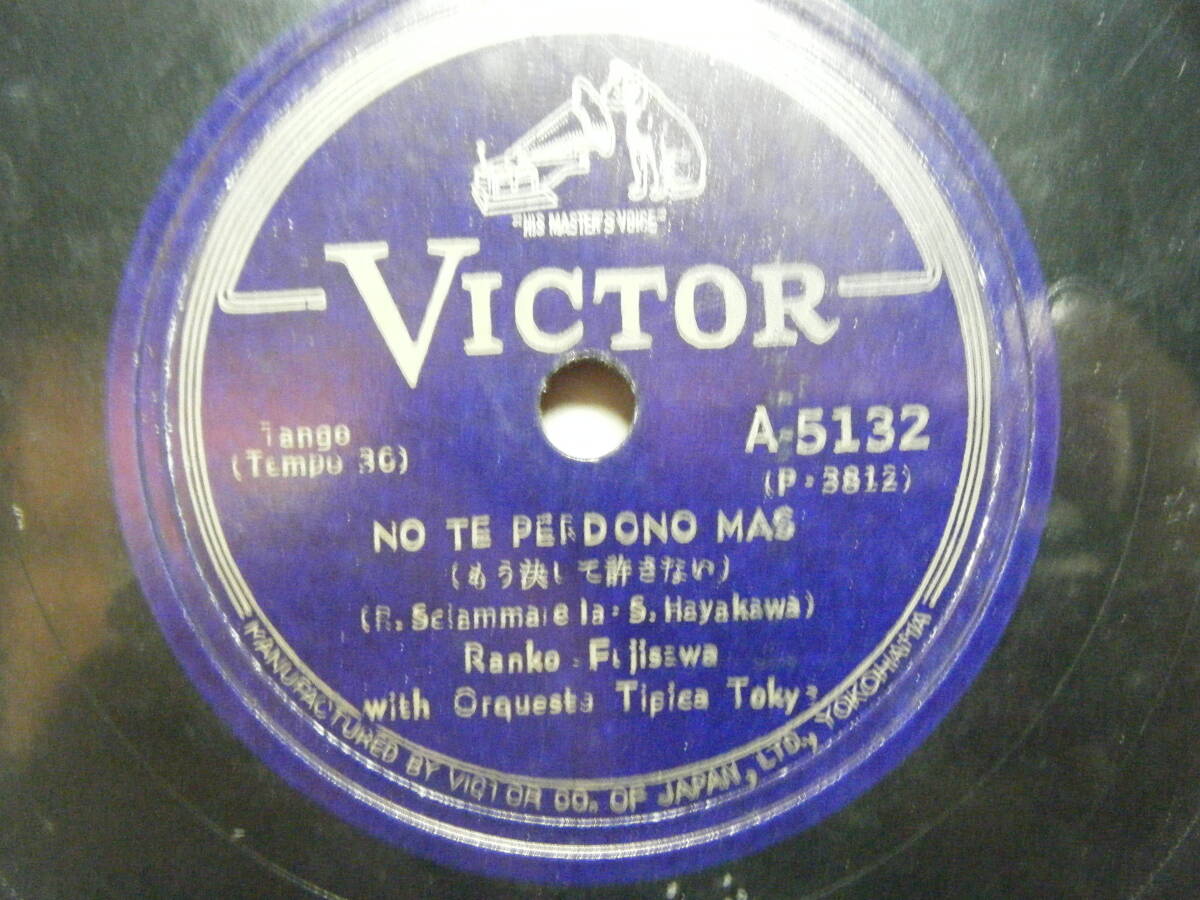 "HIS MASTER'S VOICE"
VICTOR
Tango
(Tempo 30)
A-5132
(P-3812)
NO TE PERDONO MAS
(もう決して許さない)
(R. Sciammarella - S. Hayakawa)
Ranko Fujisawa
with Orquesta Tipica Tokyo
MANUFACTURED BY VICTOR CO. OF JAPAN, LTD., YOKOHAMA